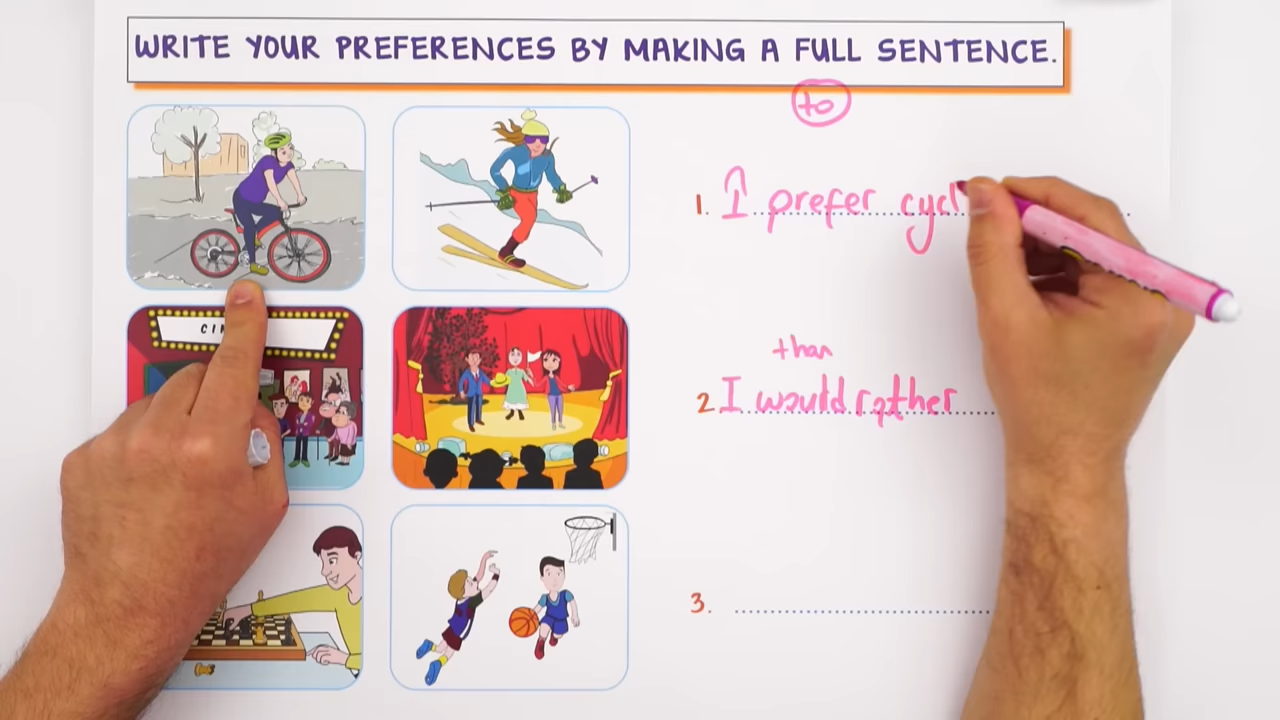 WRITE YOUR PREFERENCES BY MAKING A FULL SENTENCE.
to
1. I prefer cycl
than
2 I would rather
3.